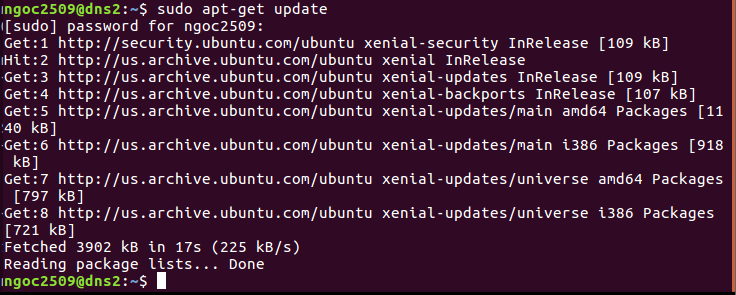 ngoc2509@dns2:~$ sudo apt-get update
[sudo] password for ngoc2509:
Get:1 http://security.ubuntu.com/ubuntu xenial-security InRelease [109 kB]
Hit:2 http://us.archive.ubuntu.com/ubuntu xenial InRelease
Get:3 http://us.archive.ubuntu.com/ubuntu xenial-updates InRelease [109 kB]
Get:4 http://us.archive.ubuntu.com/ubuntu xenial-backports InRelease [107 kB]
Get:5 http://us.archive.ubuntu.com/ubuntu xenial-updates/main amd64 Packages [11
40 kB]
Get:6 http://us.archive.ubuntu.com/ubuntu xenial-updates/main i386 Packages [918
 kB]
Get:7 http://us.archive.ubuntu.com/ubuntu xenial-updates/universe amd64 Packages
[797 kB]
Get:8 http://us.archive.ubuntu.com/ubuntu xenial-updates/universe i386 Packages
[721 kB]
Fetched 3902 kB in 17s (225 kB/s)
Reading package lists... Done
ngoc2509@dns2:~$